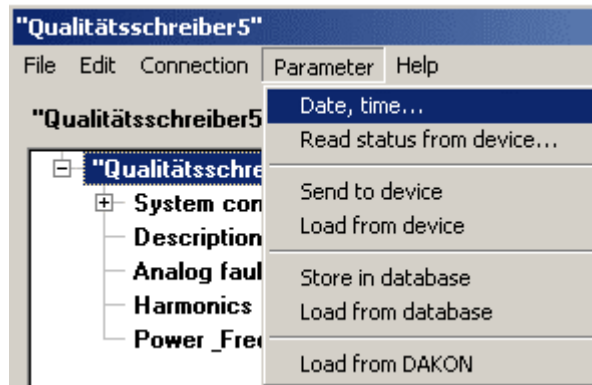 "Qualitätsschreiber5"
File Edit Connection Parameter Help
"Qualitätsschreiber5
Date, time...
Read status from device...
Send to device
Load from device
Store in database
Load from database
Load from DAKON
"Qualitätsschre
System con
Description
Analog faul
Harmonics
Power _Fre